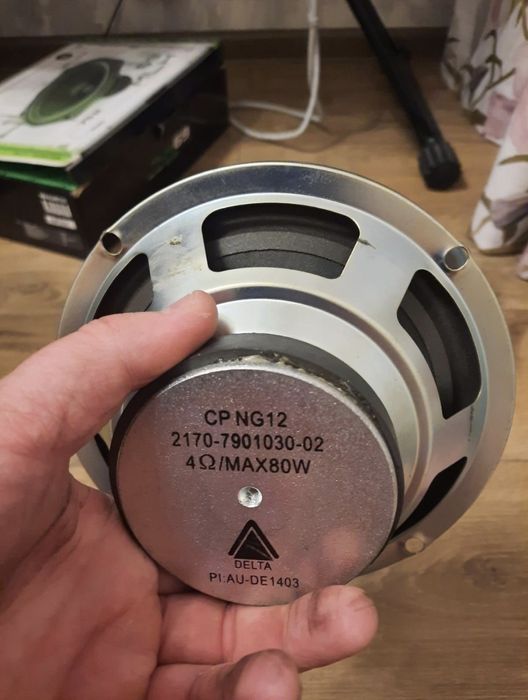 CP NG12
2170-7901030-02
4Ω/MAX80W
DELTA
PI.AU-DE1403